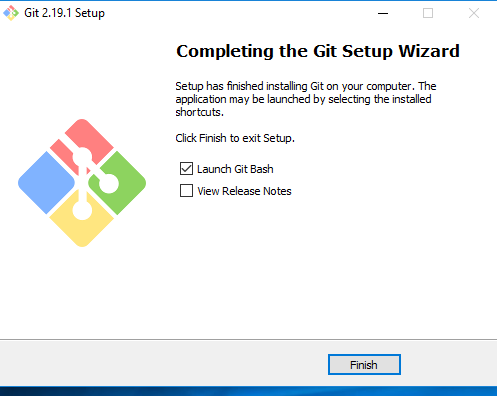 Git 2.19.1 Setup
Completing the Git Setup Wizard
Setup has finished installing Git on your computer. The
application may be launched by selecting the installed
shortcuts.
Click Finish to exit Setup.
Launch Git Bash
View Release Notes
Finish